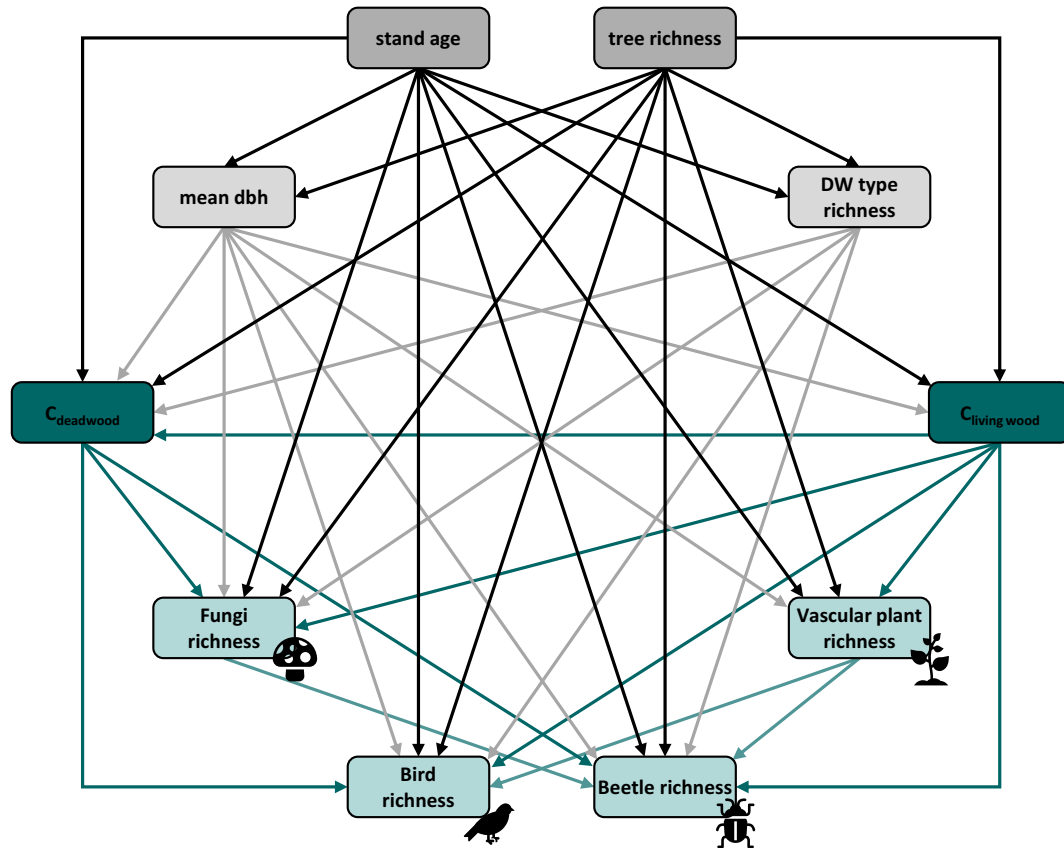 stand age
tree richness
mean dbh
DW type
richness
Cdeadwood
Cliving wood
Fungi
richness
Vascular plant
richness
Bird
richness
Beetle richness